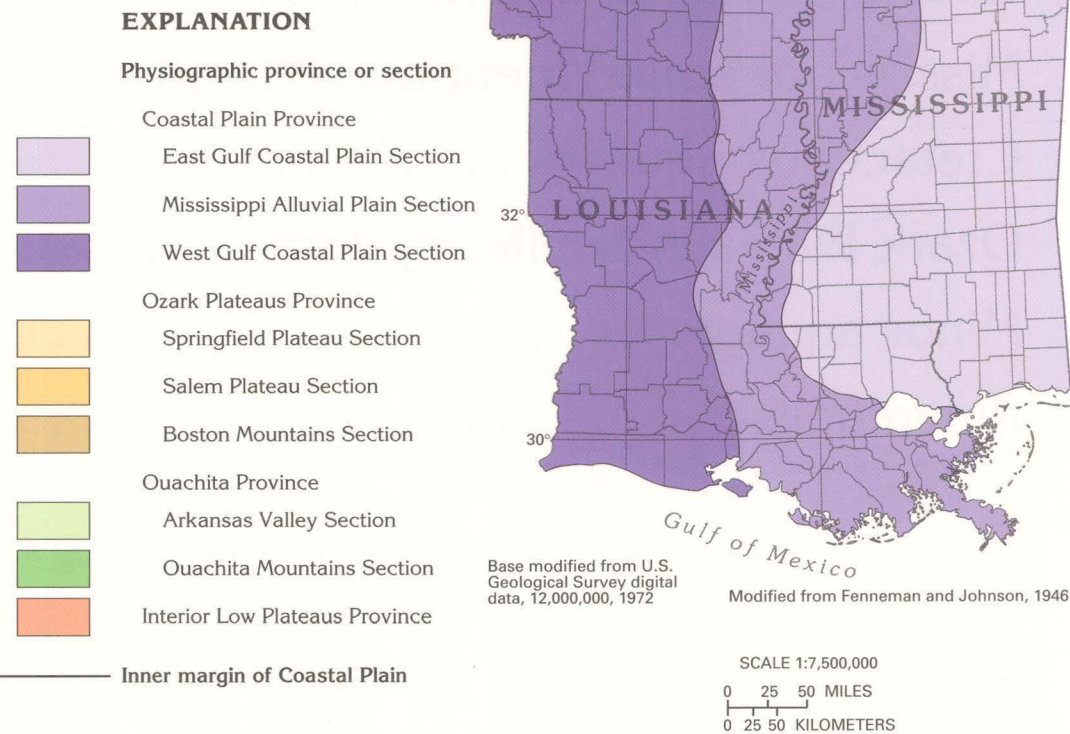 EXPLANATION
Physiographic province or section
Coastal Plain Province
East Gulf Coastal Plain Section
Mississippi Alluvial Plain Section
West Gulf Coastal Plain Section
Ozark Plateaus Province
Springfield Plateau Section
Salem Plateau Section
Boston Mountains Section
Ouachita Province
Arkansas Valley Section
Ouachita Mountains Section
Interior Low Plateaus Province
Inner margin of Coastal Plain
MISSISSIPPI
32°
LOUISIANA
Mississippi
30°
Gulf of Mexico
Base modified from U.S.
Geological Survey digital
data, 12,000,000, 1972
Modified from Fenneman and Johnson, 1946
SCALE 1:7,500,000
0 25 50 MILES
0 25 50 KILOMETERS